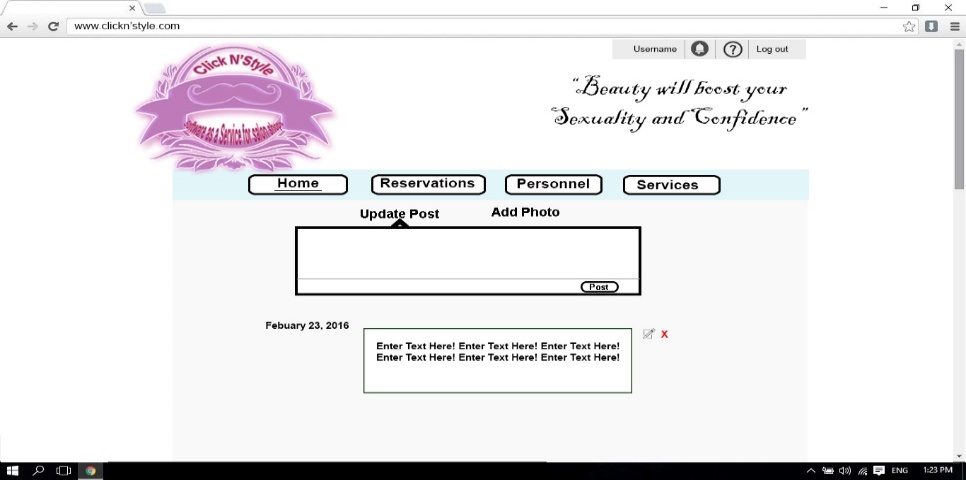 www.clickn'style.com
Username
Log out
Click N'Style
Software as a Service for salon
"Beauty will boost your
Sexuality and Confidence"
Home Reservations Personnel Services
Update Post Add Photo
Post
Febuary 23, 2016
X
Enter Text Here! Enter Text Here! Enter Text Here!
Enter Text Here! Enter Text Here! Enter Text Here!
ENG 1:23 PM